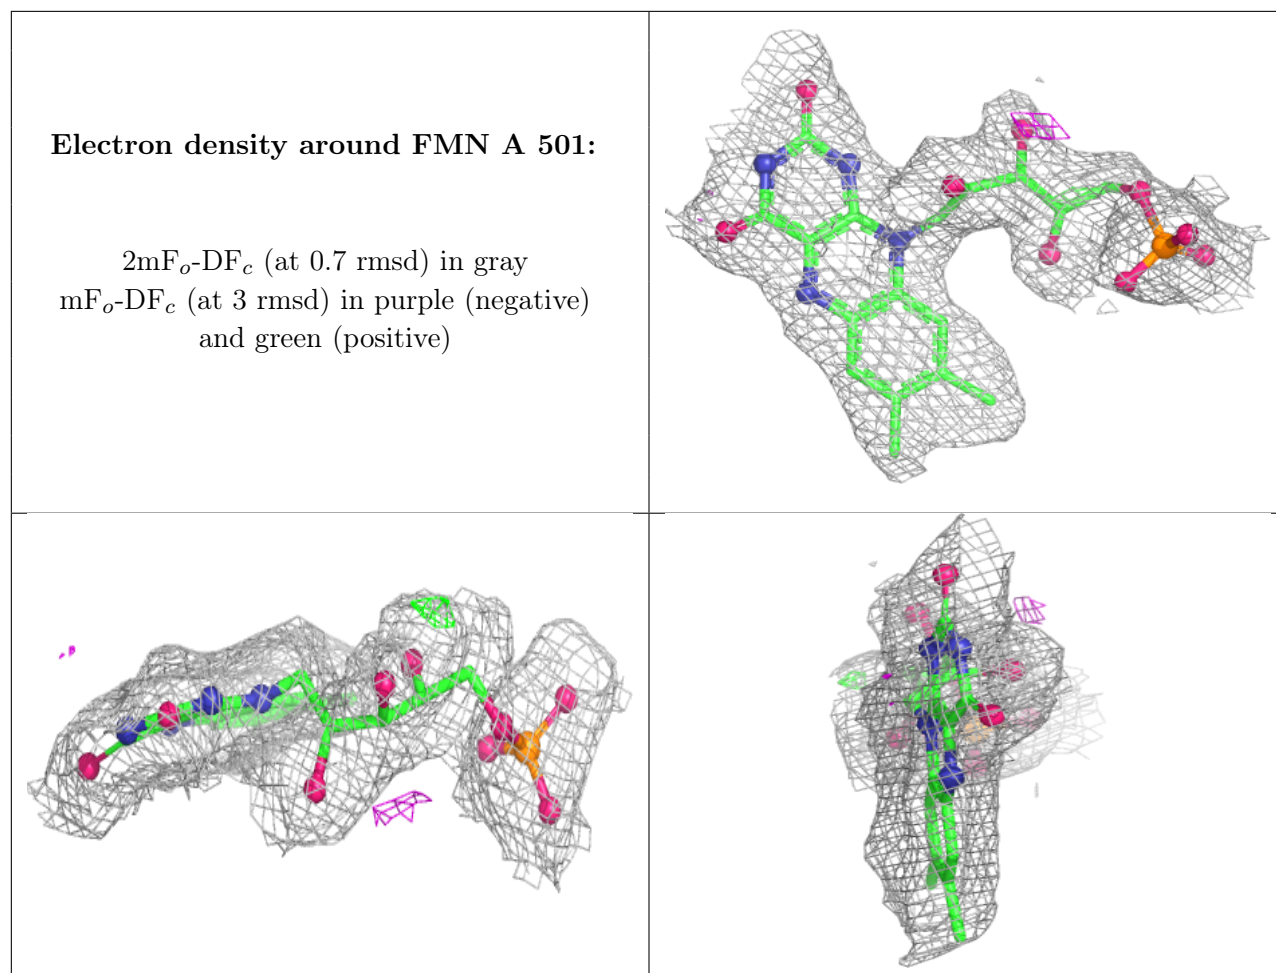 Electron density around FMN A 501:
2mFo-DFc (at 0.7 rmsd) in gray
mFo-DFc (at 3 rmsd) in purple (negative)
and green (positive)